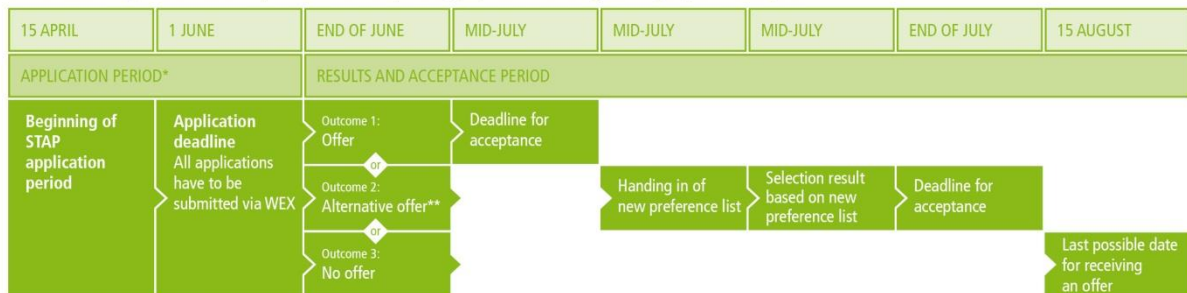 15 APRIL
1 JUNE
END OF JUNE
MID-JULY
MID-JULY
MID-JULY
END OF JULY
15 AUGUST
APPLICATION PERIOD*
RESULTS AND ACCEPTANCE PERIOD
Beginning of
STAP
application
period
Application
deadline
All applications
have to be
submitted via WEX
Outcome 1:
Offer
Deadline for
acceptance
or
Outcome 2:
Alternative offer**
Handing in of
new preference list
Selection result
based on new
preference list
Deadline for
acceptance
or
Outcome 3:
No offer
Last possible date
for receiving
an offer